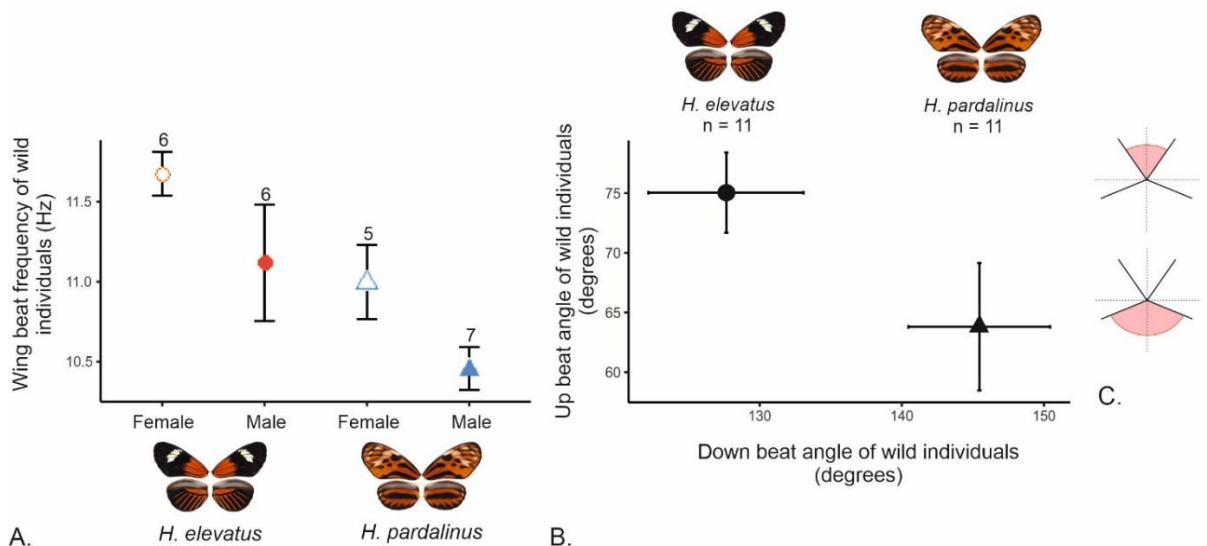 Wing beat frequency of wild
individuals (Hz)
11.5
11.0
10.5
6
6
5
7
Female
Male
Female
Male
H. elevatus
H. pardalinus
A.
H. elevatus
n = 11
H. pardalinus
n = 11
Up beat angle of wild individuals
(degrees)
75
70
65
60
130
140
150
Down beat angle of wild individuals
(degrees)
B.
C.